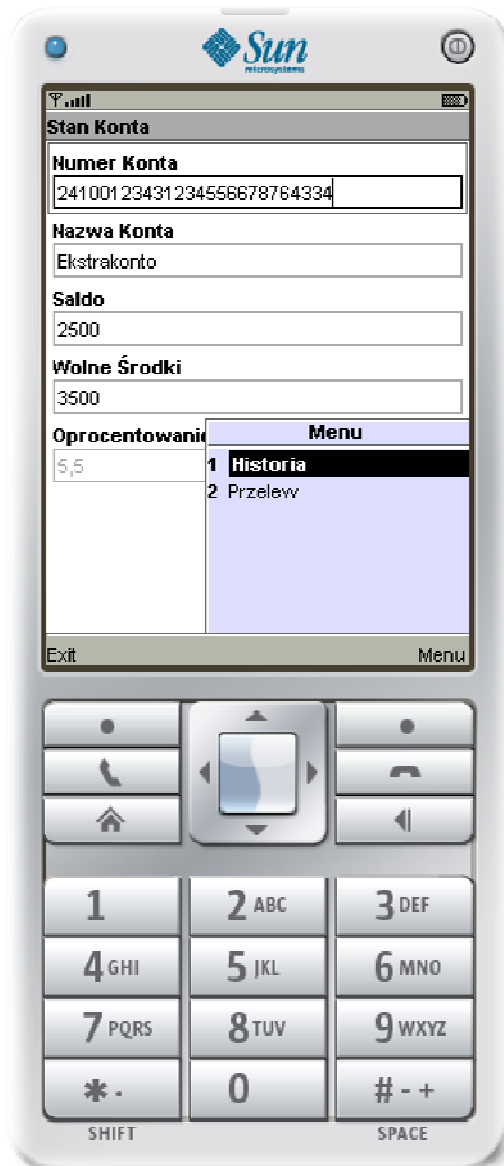 Sun
microsystems
Stan Konta
Numer Konta
24100123431234556678764334
Nazwa Konta
Ekstrakonto
Saldo
2500
Wolne Środki
3500
Oprocentowanie
5,5
Menu
1 Historia
2 Przelew
Exit Menu
1 2 ABC 3 DEF
4 GHI 5 JKL 6 MNO
7 PQRS 8 TUV 9 WXYZ
* . 0 # - +
SHIFT SPACE